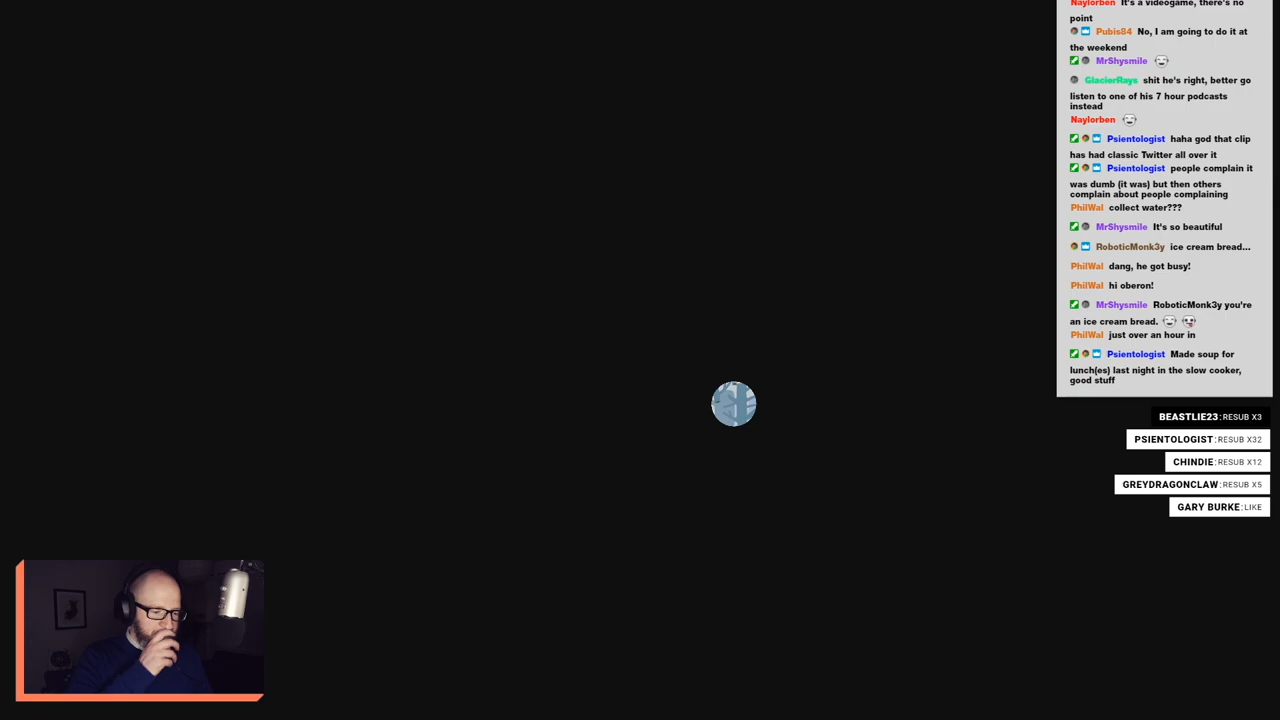 Naylorben It's a videogame, there's no
point
Pubis84 No, I am going to do it at
the weekend
MrShysmile
GlacierRays shit he's right, better go
listen to one of his 7 hour podcasts
instead
Naylorben
Psientologist haha god that clip
has had classic Twitter all over it
Psientologist people complain it
was dumb (it was) but then others
complain about people complaining
PhilWal collect water???
MrShysmile It's so beautiful
RoboticMonk3y ice cream bread...
PhilWal dang, he got busy!
PhilWal hi oberon!
MrShysmile RoboticMonk3y you're
an ice cream bread.
PhilWal just over an hour in
Psientologist Made soup for
lunch(es) last night in the slow cooker,
good stuff
BEASTLIE23:RESUB X3
PSIENTOLOGIST:RESUB X32
CHINDIE:RESUB X12
GREYDRAGONCLAW:RESUB X5
GARY BURKE:LIKE